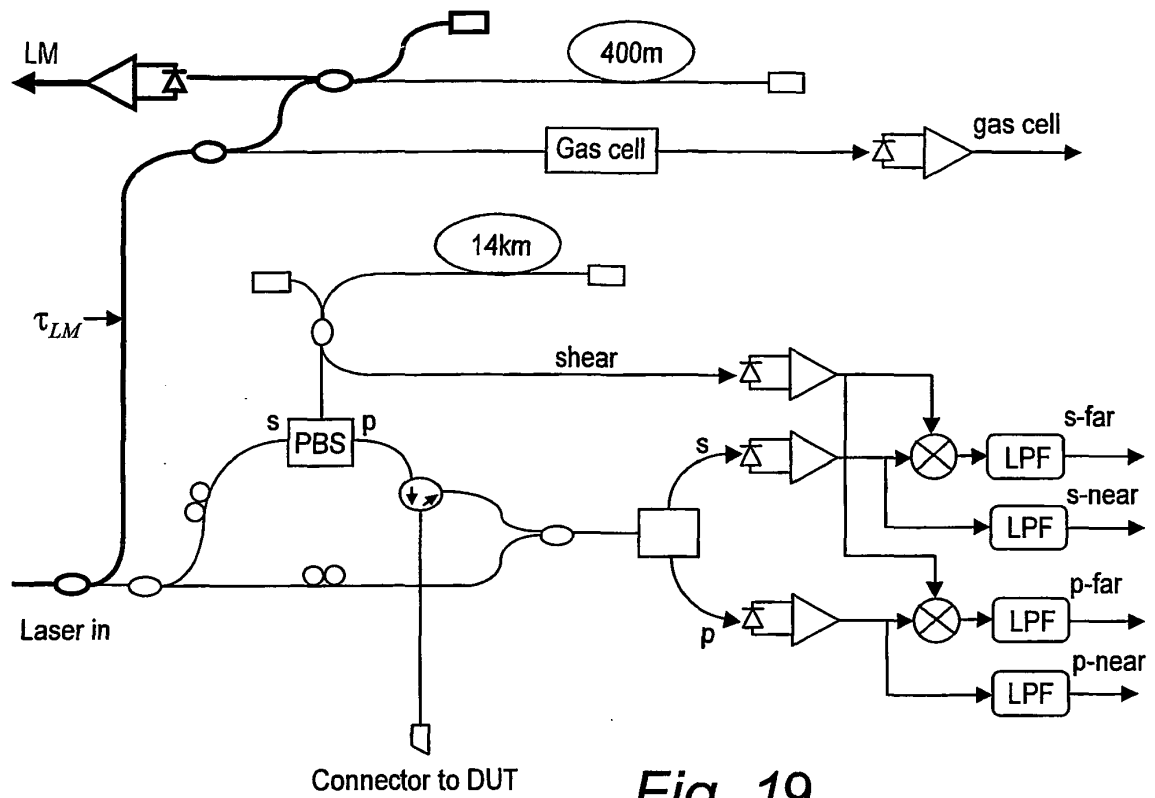 LM
400m
Gas cell
gas cell
14km
τLM
shear
s
PBS
p
s
p
LPF
s-far
LPF
s-near
LPF
p-far
LPF
p-near
Laser in
Connector to DUT
Fig. 19